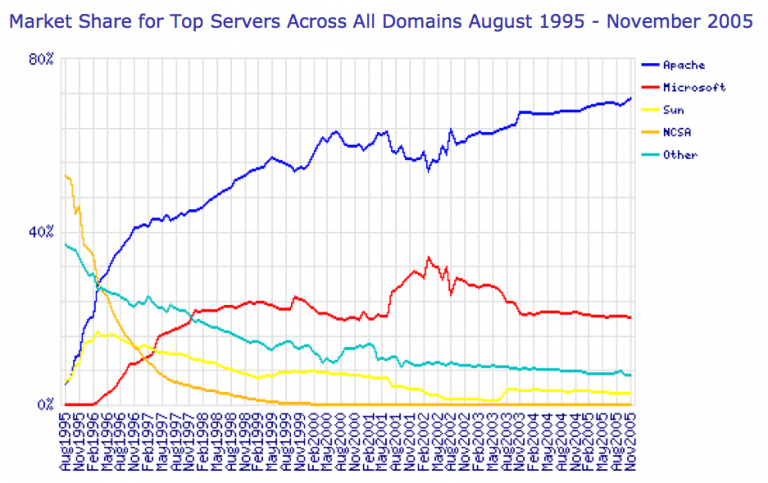 Market Share for Top Servers Across All Domains August 1995 - November 2005
80%
40%
0%
Apache
Microsoft
Sun
NCSA
Other
Aug1995
Nov1995
Feb1996
May1996
Aug1996
Nov1996
Feb1997
May1997
Aug1997
Nov1997
Feb1998
May1998
Aug1998
Nov1998
Feb1999
May1999
Aug1999
Nov1999
Feb2000
May2000
Aug2000
Nov2000
Feb2001
May2001
Aug2001
Nov2001
Feb2002
May2002
Aug2002
Nov2002
Feb2003
May2003
Aug2003
Nov2003
Feb2004
May2004
Aug2004
Nov2004
Feb2005
May2005
Aug2005
Nov2005